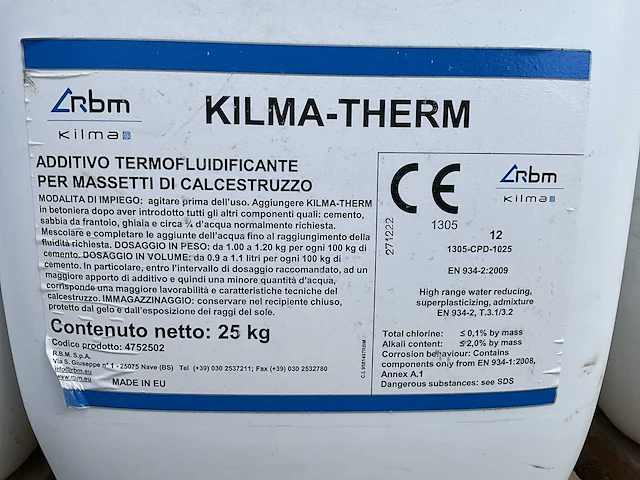 rbm
kilma
KILMA-THERM
ADDITIVO TERMOFLUIDIFICANTE
PER MASSETTI DI CALCESTRUZZO
MODALITA DI IMPIEGO: agitare prima dell'uso. Aggiungere KILMA-THERM
in betoniera dopo aver introdotto tutti gli altri componenti quali: cemento,
sabbia da frantoio, ghiaia e circa ¾ d'acqua normalmente richiesta.
Mescolare e completare le aggiunte dell'acqua fino al raggiungimento della
fluidità richiesta. DOSAGGIO IN PESO: da 1.00 a 1.20 kg per ogni 100 kg di
cemento. DOSAGGIO IN VOLUME: da 0.9 a 1.1 litri per ogni 100 kg di
cemento. In particolare, entro l'intervallo di dosaggio raccomandato, ad un
maggiore apporto di additivo e quindi una minore quantità d'acqua,
corrisponde una maggiore lavorabilità e caratteristiche tecniche del
calcestruzzo. IMMAGAZZINAGGIO: conservare nel recipiente chiuso,
protetto dal gelo e dall'esposizione dei raggi del sole.
Contenuto netto: 25 kg
Codice prodotto: 4752502
R.B.M. S.p.A.
Via S. Giuseppe n° 1 - 25075 Nave (BS) Tel (+39) 030 2537211; Fax (+39) 030 2532780
info@rbm.eu
www.rbm.eu
MADE IN EU
CE
rbm
kilma
271222
1305
12
1305-CPD-1025
EN 934-2:2009
High range water reducing,
superplasticizing, admixture
EN 934-2, T.3.1/3.2
Total chlorine: ≤ 0,1% by mass
Alkali content: ≤ 2,0% by mass
Corrosion behaviour: Contains
components only from EN 934-1:2008,
Annex A.1
Dangerous substances: see SDS